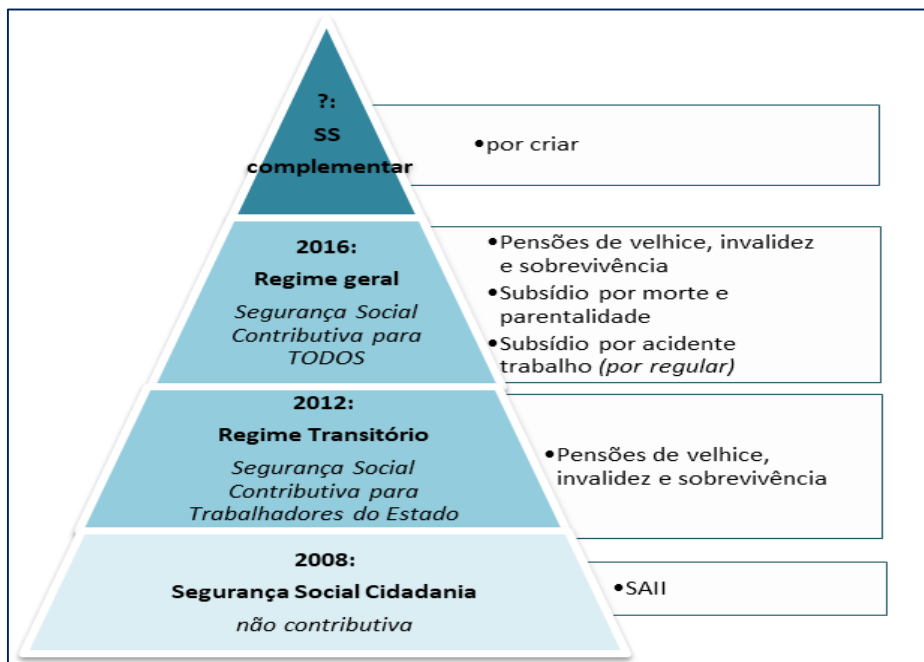 ?:
SS
complementar
•por criar
2016:
Regime geral
Segurança Social
Contributiva para
TODOS
•Pensões de velhice, invalidez
e sobrevivência
•Subsídio por morte e
parentalidade
•Subsídio por acidente
trabalho (por regular)
2012:
Regime Transitório
Segurança Social
Contributiva para
Trabalhadores do Estado
•Pensões de velhice,
invalidez e sobrevivência
2008:
Segurança Social Cidadania
não contributiva
•SAII